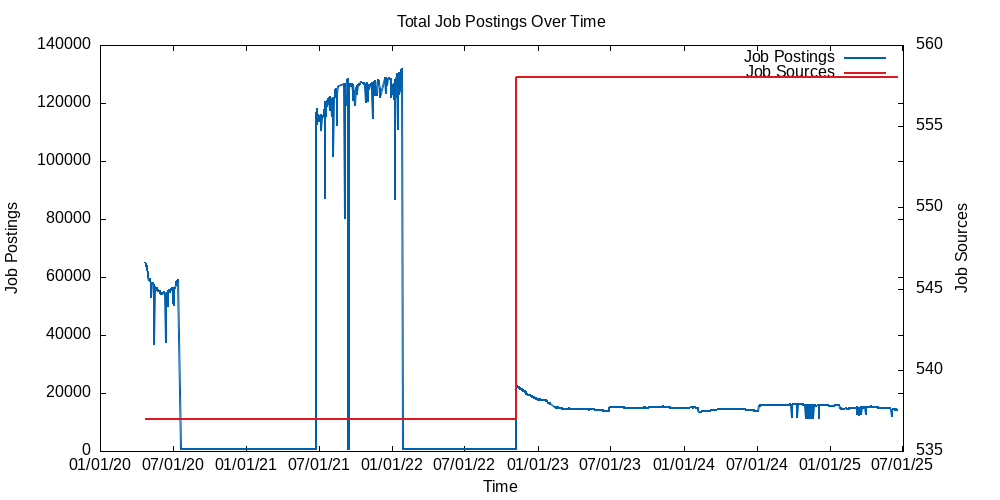 Total Job Postings Over Time
Job Postings
Job Sources
140000
120000
100000
80000
60000
40000
20000
0
560
555
550
545
540
535
Job Postings
Job Sources
01/01/20 07/01/20 01/01/21 07/01/21 01/01/22 07/01/22 01/01/23 07/01/23 01/01/24 07/01/24 01/01/25 07/01/25
Time